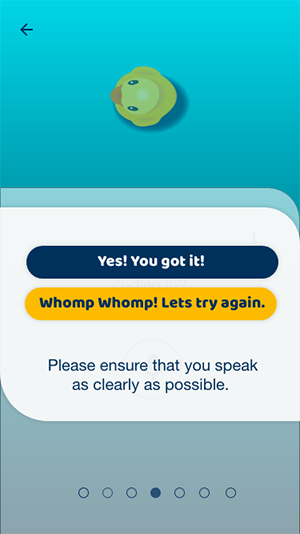 Yes! You got it!
Whomp Whomp! Lets try again.
Please ensure that you speak
as clearly as possible.